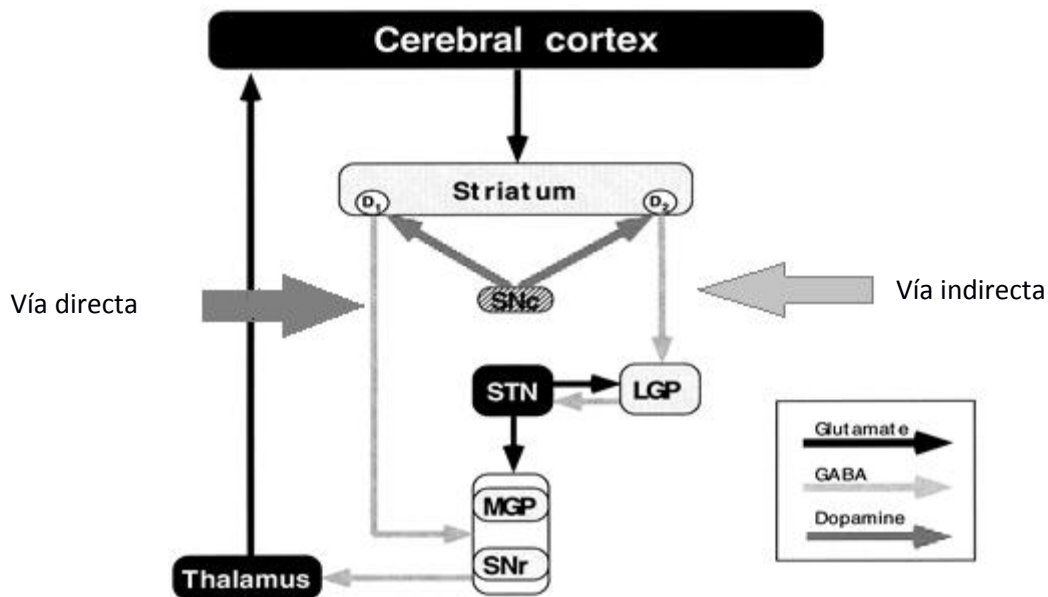 Cerebral cortex
Striatum
D1
D2
Vía directa
SNc
Vía indirecta
STN
LGP
Glutamate
GABA
Dopamine
MGP
SNr
Thalamus